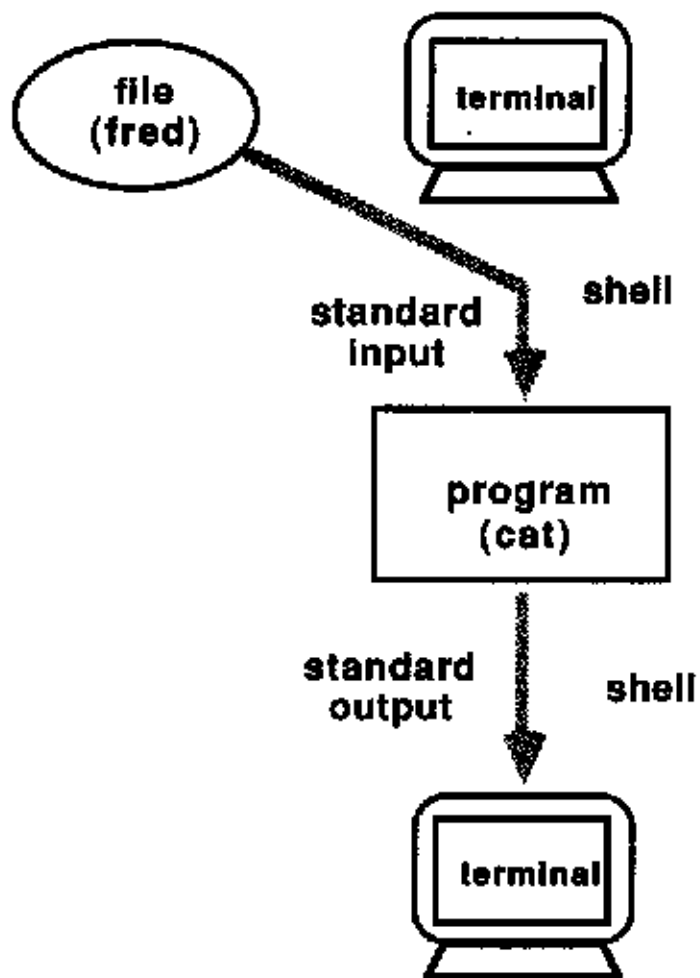 file
(fred)
terminal
shell
standard
input
program
(cat)
standard
output
shell
terminal